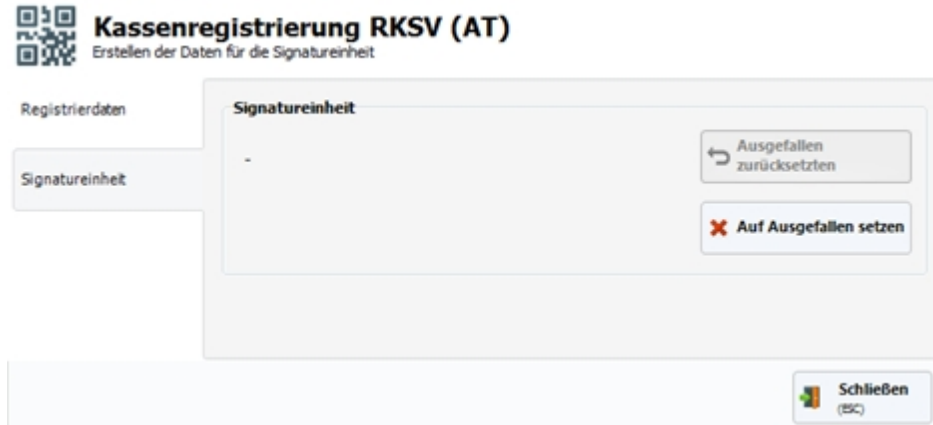 Kassenregistrierung RKSV (AT)
Erstellen der Daten für die Signatureinheit
Registrierdaten
Signatureinheit
Signatureinheit
-
Ausgefallen
zurücksetzten
Auf Ausgefallen setzen
Schließen
(ESC)